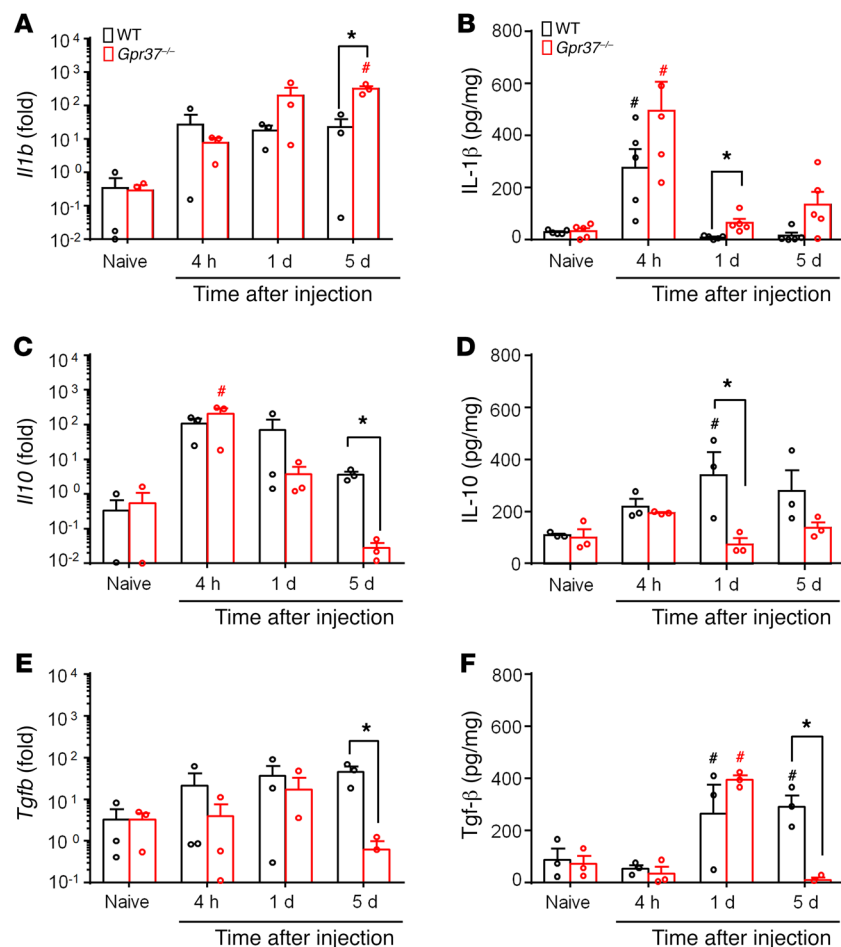 A
WT
Gpr37⁻/⁻
*
#
Il1b (fold)
10⁴
10³
10²
10¹
10⁰
10⁻¹
10⁻²
Naive
4 h
1 d
5 d
Time after injection
B
WT
Gpr37⁻/⁻
#
#
*
IL-1β (pg/mg)
800
600
400
200
0
Naive
4 h
1 d
5 d
Time after injection
C
#
*
Il10 (fold)
10⁴
10³
10²
10¹
10⁰
10⁻¹
10⁻²
Naive
4 h
1 d
5 d
Time after injection
D
#
*
IL-10 (pg/mg)
800
600
400
200
0
Naive
4 h
1 d
5 d
Time after injection
E
*
Tgfb (fold)
10⁴
10³
10²
10¹
10⁰
10⁻¹
Naive
4 h
1 d
5 d
Time after injection
F
#
#
#
*
Tgf-β (pg/mg)
800
600
400
200
0
Naive
4 h
1 d
5 d
Time after injection